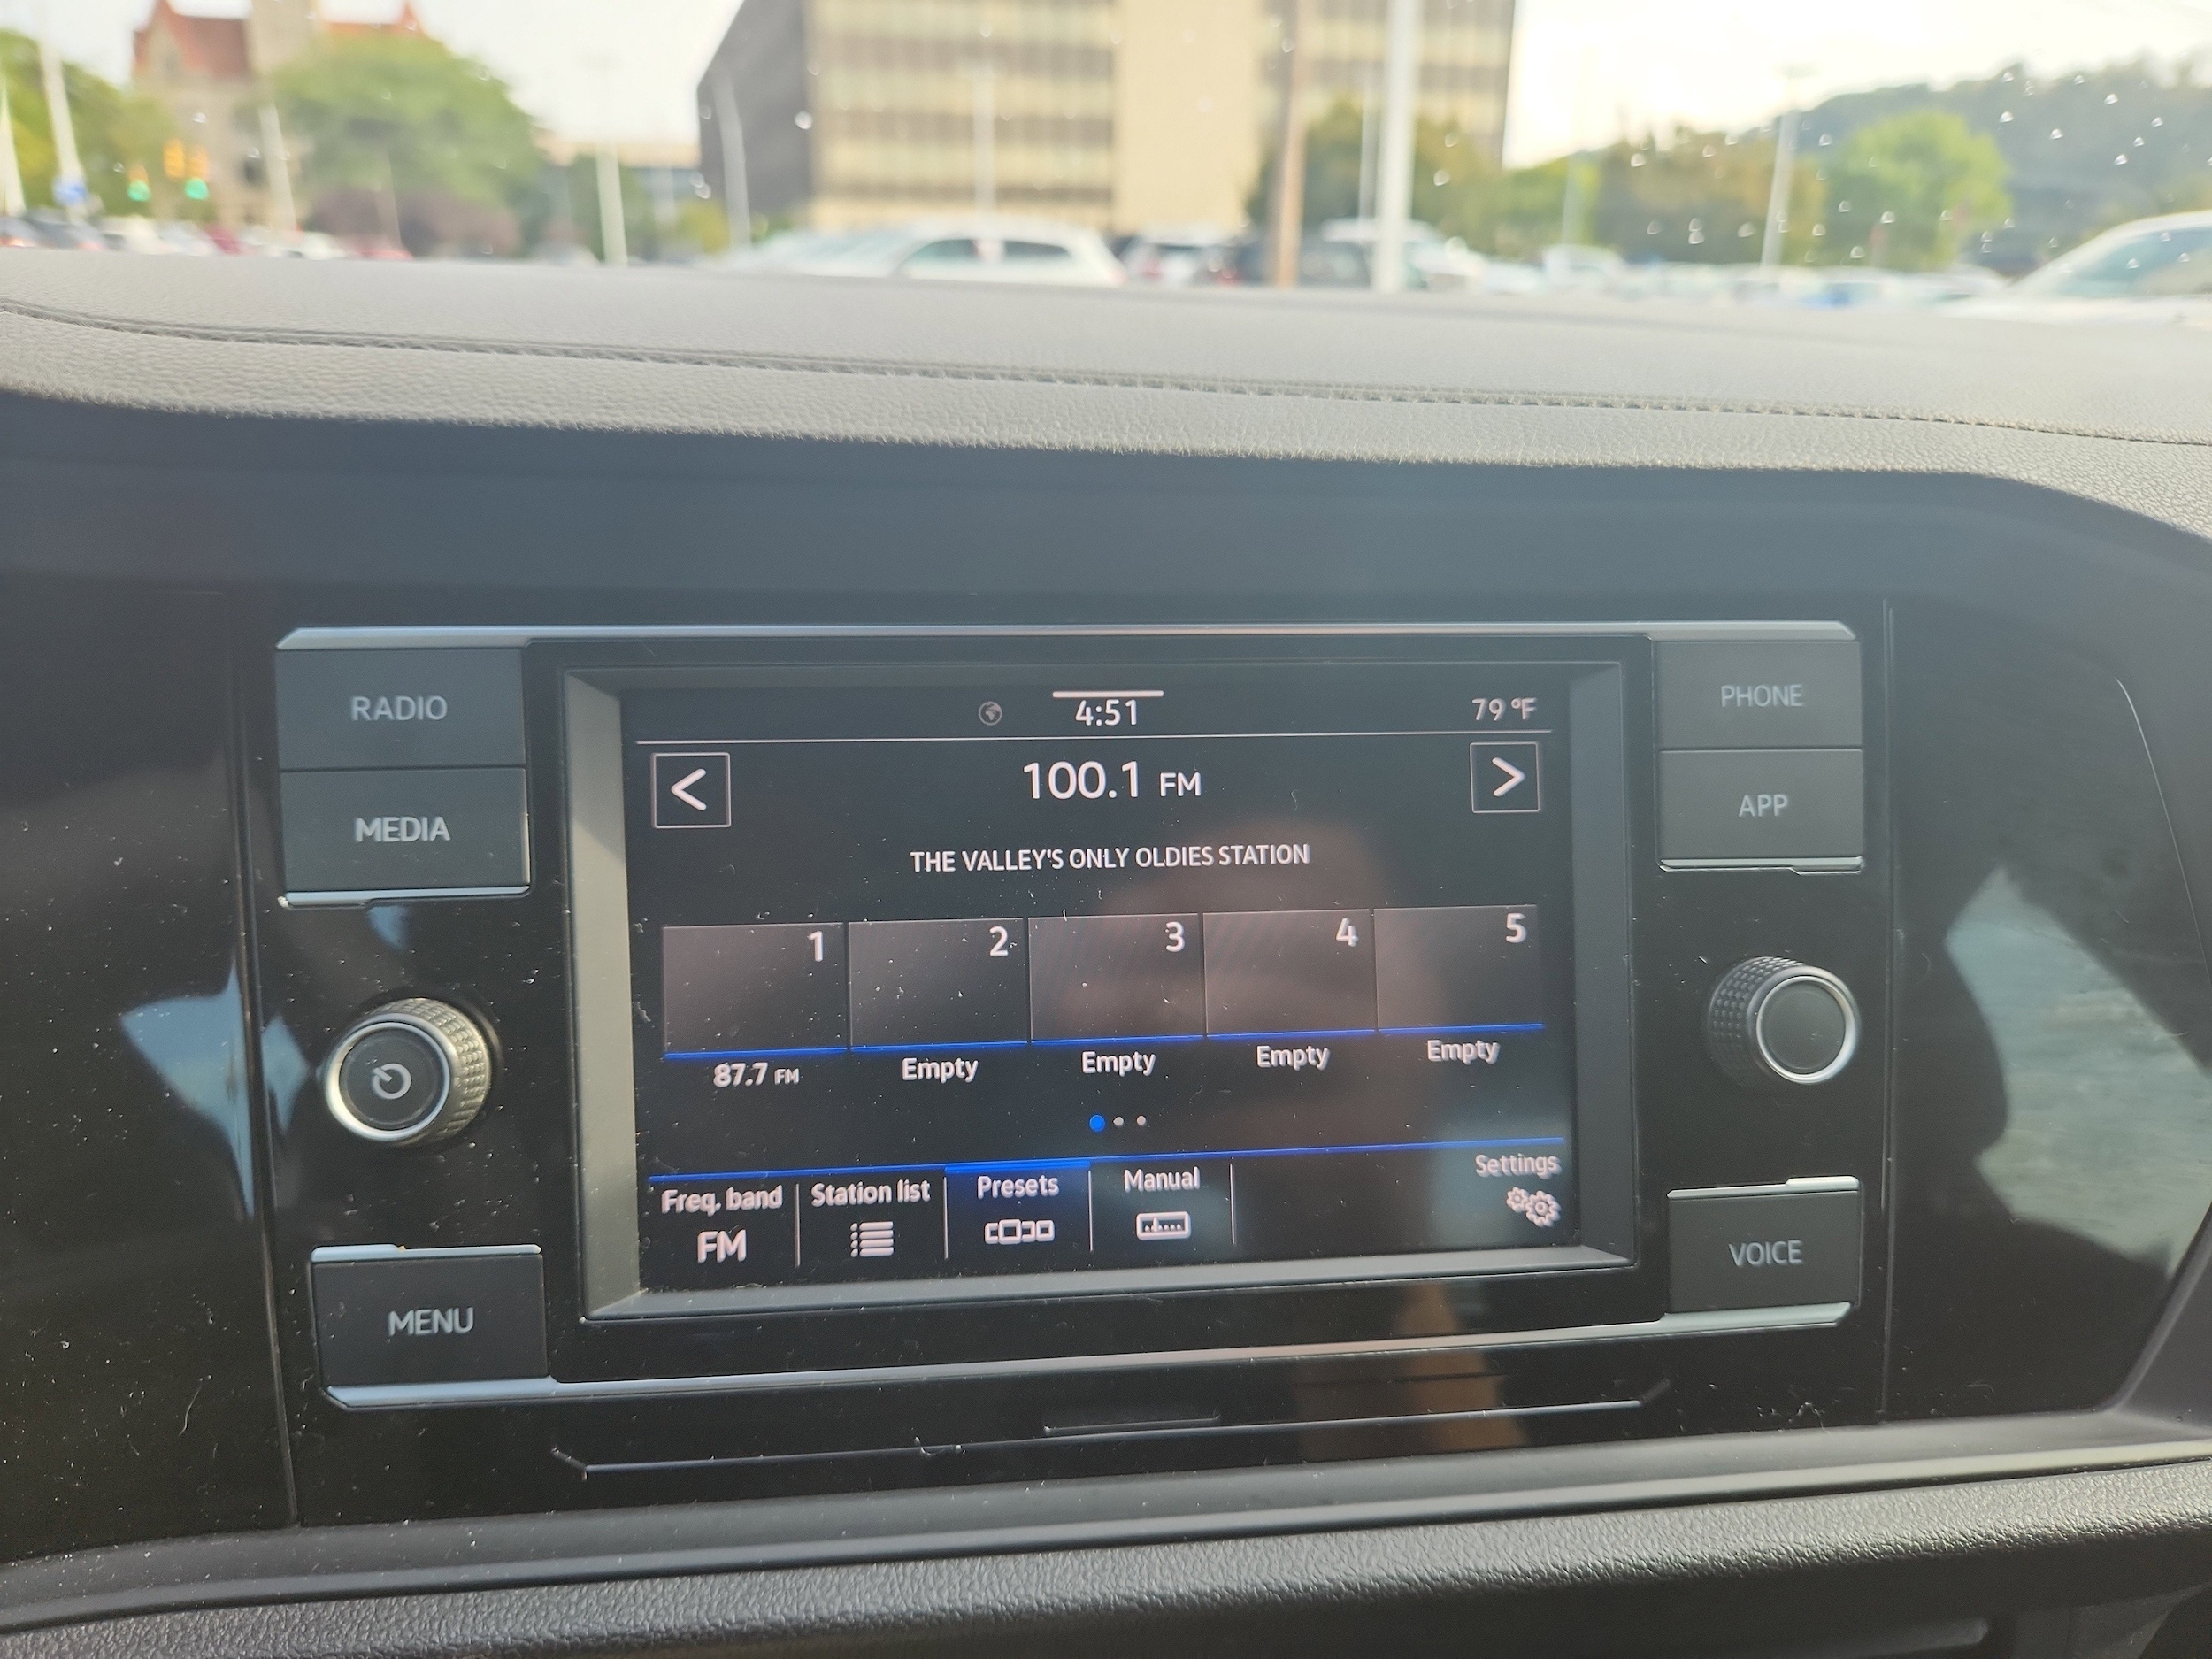 RADIO
MEDIA
MENU
4:51
79 °F
<
100.1 FM
>
THE VALLEY'S ONLY OLDIES STATION
1
2
3
4
5
87.7 FM
Empty
Empty
Empty
Empty
Freq. band
FM
Station list
Presets
Manual
Settings
PHONE
APP
VOICE